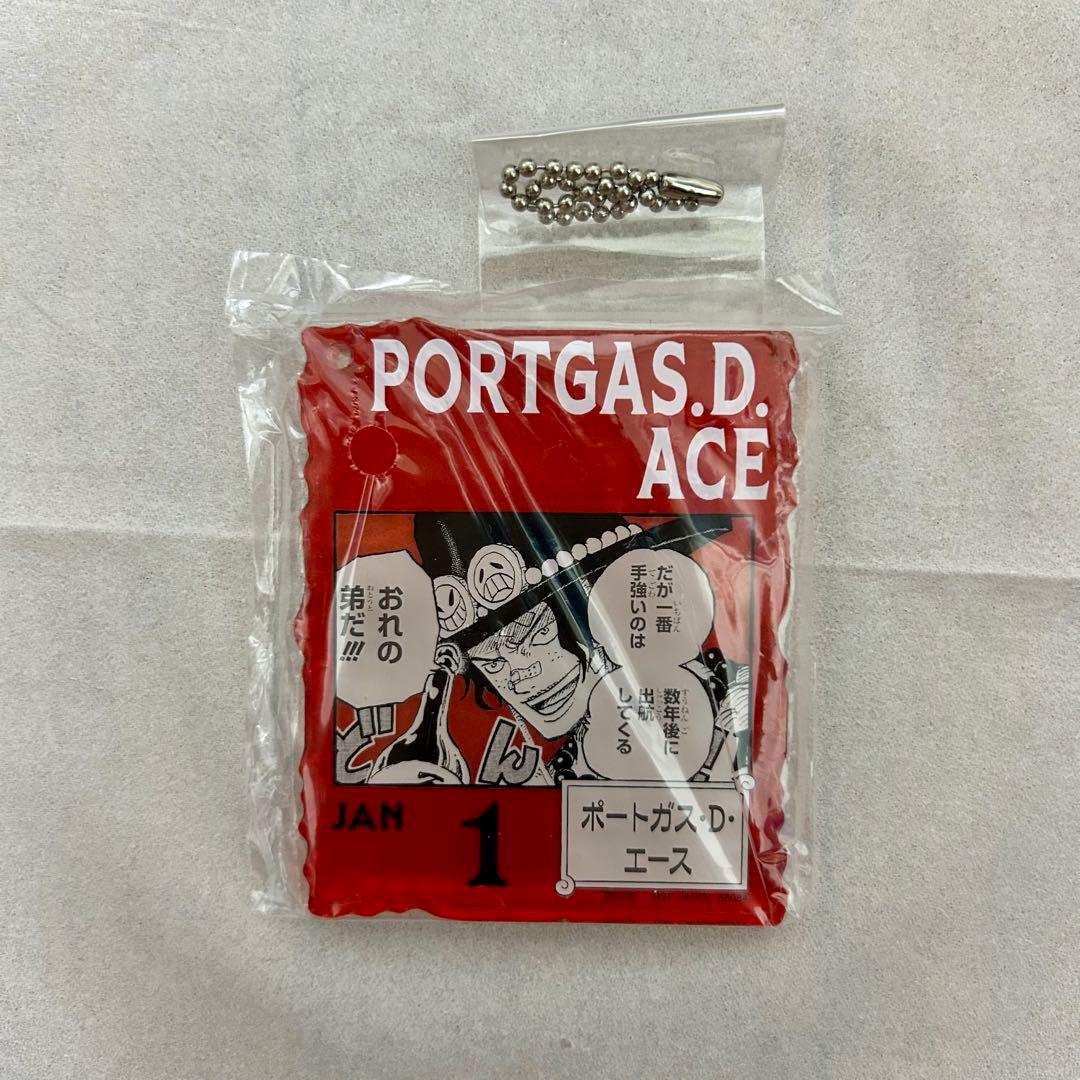 PORTGAS.D.
ACE
だが一番
手強いのは
数年後に
出航
してくる
おれの
弟だ!!!
どん
JAN
1
ポートガス・D・
エース